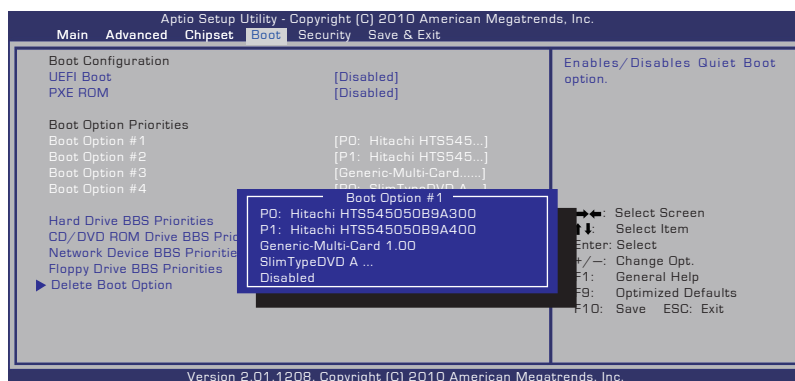 Aptio Setup Utility - Copyright (C) 2010 American Megatrends, Inc.
Main Advanced Chipset Boot Security Save & Exit
Boot Configuration
UEFI Boot [Disabled]
PXE ROM [Disabled]
Boot Option Priorities
Boot Option #1 [P0: Hitachi HTS545...]
Boot Option #2 [P1: Hitachi HTS545...]
Boot Option #3 [Generic-Multi-Card......]
Boot Option #4
Hard Drive BBS Priorities
CD/DVD ROM Drive BBS Prio
Network Device BBS Prioritie
Floppy Drive BBS Priorities
Delete Boot Option
Boot Option #1
P0: Hitachi HTS545050B9A300
P1: Hitachi HTS545050B9A400
Generic-Multi-Card 1.00
SlimTypeDVD A ...
Disabled
Enables/Disables Quiet Boot
option.
→←: Select Screen
↑↓: Select Item
Enter: Select
+/—: Change Opt.
F1: General Help
F9: Optimized Defaults
F10: Save ESC: Exit
Version 2.01.1208. Copyright (C) 2010 American Megatrends, Inc.